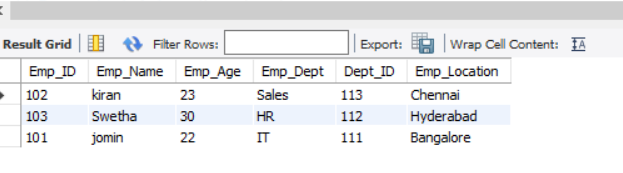 Result Grid Filter Rows: Export: Wrap Cell Content:
Emp_ID Emp_Name Emp_Age Emp_Dept Dept_ID Emp_Location
102 kiran 23 Sales 113 Chennai
103 Swetha 30 HR 112 Hyderabad
101 jomin 22 IT 111 Bangalore